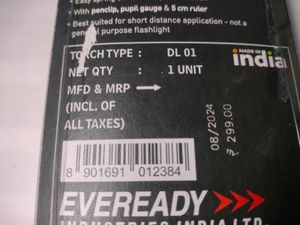 • With penclip, pupil gauge & 5 cm ruler
• Best suited for short distance application - not a
general purpose flashlight
TORCH TYPE : DL 01
NET QTY : 1 UNIT
MFD & MRP →
(INCL. OF
ALL TAXES)
MADE IN
india
08/2024
₹ 299.00
8 901691 012384
EVEREADY
INDUSTRIES INDIA LTD